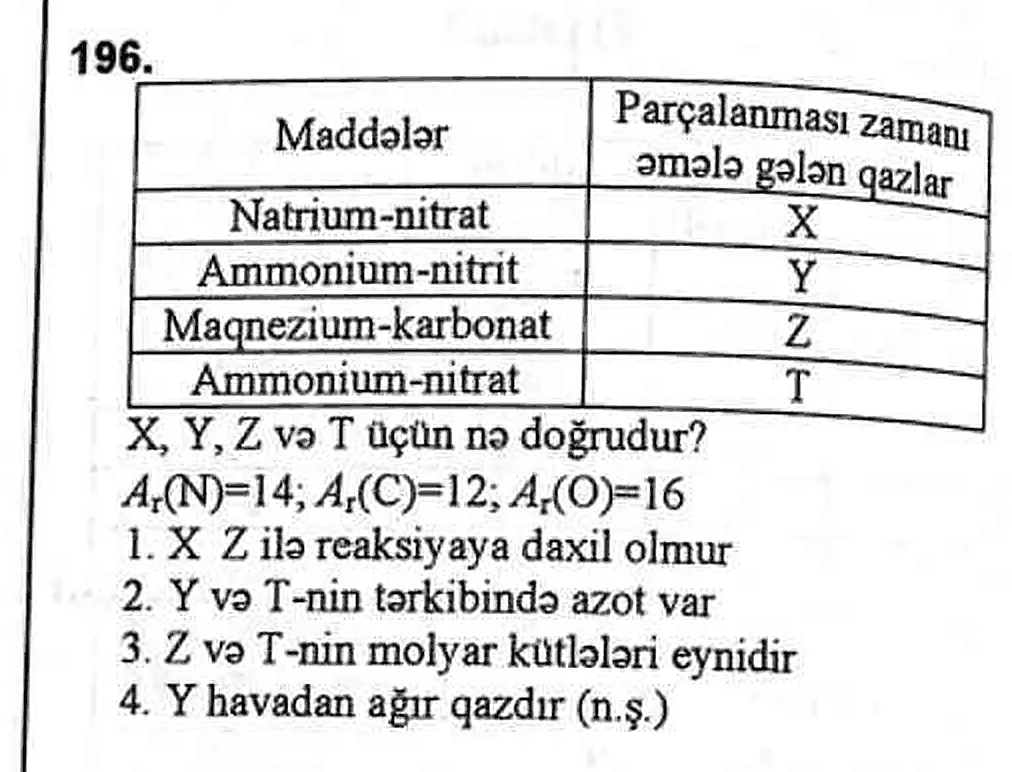 196.
Maddələr
Parçalanması zamanı
əmələ gələn qazlar
Natrium-nitrat X
Ammonium-nitrit Y
Maqnezium-karbonat Z
Ammonium-nitrat T
X, Y, Z və T üçün nə doğrudur?
Aᵣ(N)=14; Aᵣ(C)=12; Aᵣ(O)=16
1. X Z ilə reaksiyaya daxil olmur
2. Y və T-nin tərkibində azot var
3. Z və T-nin molyar kütlələri eynidir
4. Y havadan ağır qazdır (n.ş.)